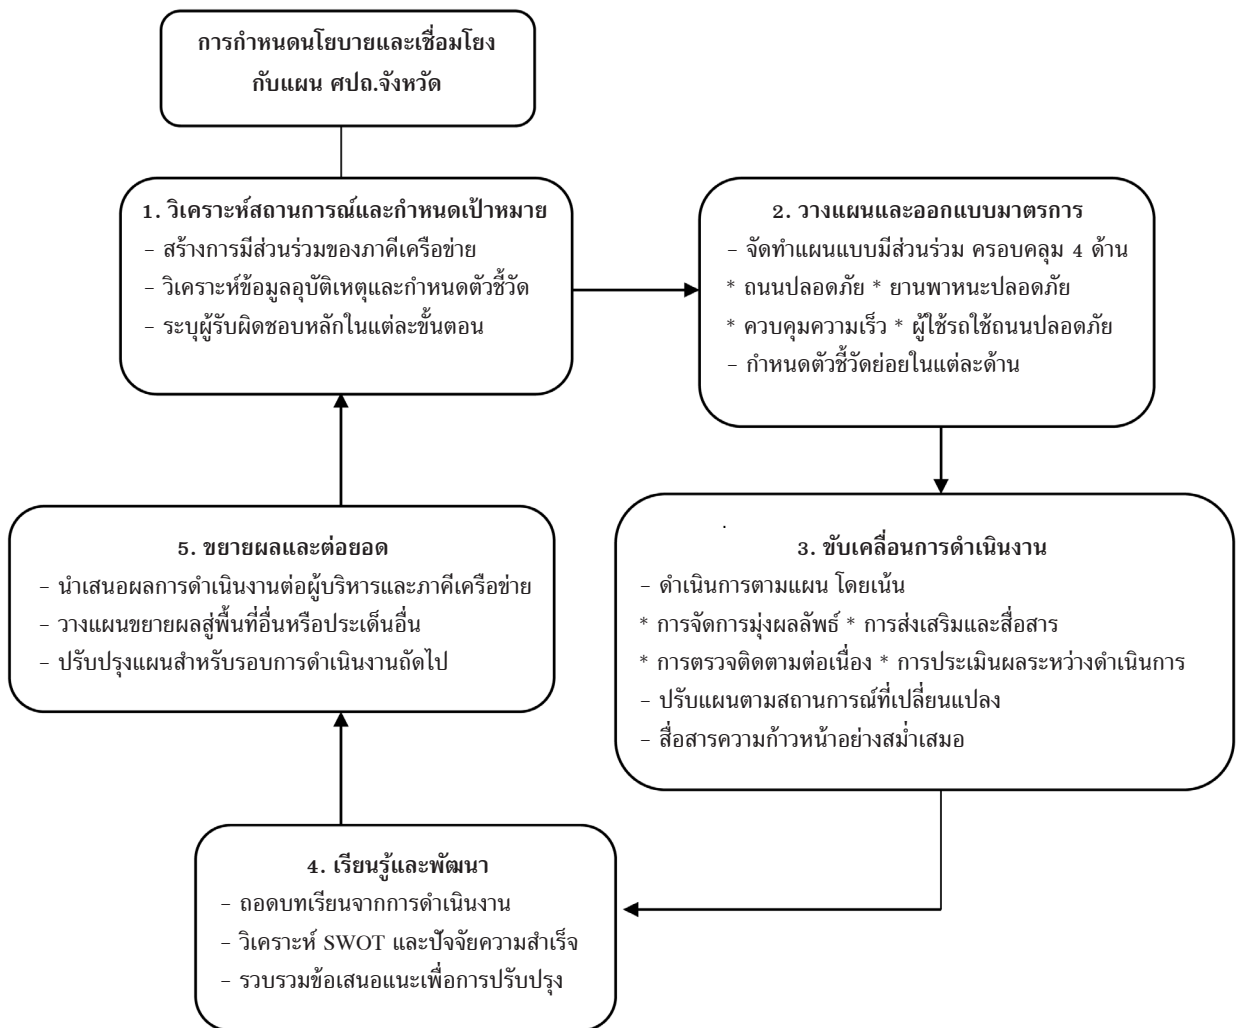 การกำหนดนโยบายและเชื่อมโยง
กับแผน ศปถ.จังหวัด
1. วิเคราะห์สถานการณ์และกำหนดเป้าหมาย
- สร้างการมีส่วนร่วมของภาคีเครือข่าย
- วิเคราะห์ข้อมูลอุบัติเหตุและกำหนดตัวชี้วัด
- ระบุผู้รับผิดชอบหลักในแต่ละขั้นตอน
2. วางแผนและออกแบบมาตรการ
- จัดทำแผนแบบมีส่วนร่วม ครอบคลุม 4 ด้าน
* ถนนปลอดภัย * ยานพาหนะปลอดภัย
* ควบคุมความเร็ว * ผู้ใช้รถใช้ถนนปลอดภัย
- กำหนดตัวชี้วัดย่อยในแต่ละด้าน
3. ขับเคลื่อนการดำเนินงาน
- ดำเนินการตามแผน โดยเน้น
* การจัดการมุ่งผลลัพธ์ * การส่งเสริมและสื่อสาร
* การตรวจติดตามต่อเนื่อง * การประเมินผลระหว่างดำเนินการ
- ปรับแผนตามสถานการณ์ที่เปลี่ยนแปลง
- สื่อสารความก้าวหน้าอย่างสม่ำเสมอ
4. เรียนรู้และพัฒนา
- ถอดบทเรียนจากการดำเนินงาน
- วิเคราะห์ SWOT และปัจจัยความสำเร็จ
- รวบรวมข้อเสนอแนะเพื่อการปรับปรุง
5. ขยายผลและต่อยอด
- นำเสนอผลการดำเนินงานต่อผู้บริหารและภาคีเครือข่าย
- วางแผนขยายผลสู่พื้นที่อื่นหรือประเด็นอื่น
- ปรับปรุงแผนสำหรับรอบการดำเนินงานถัดไป